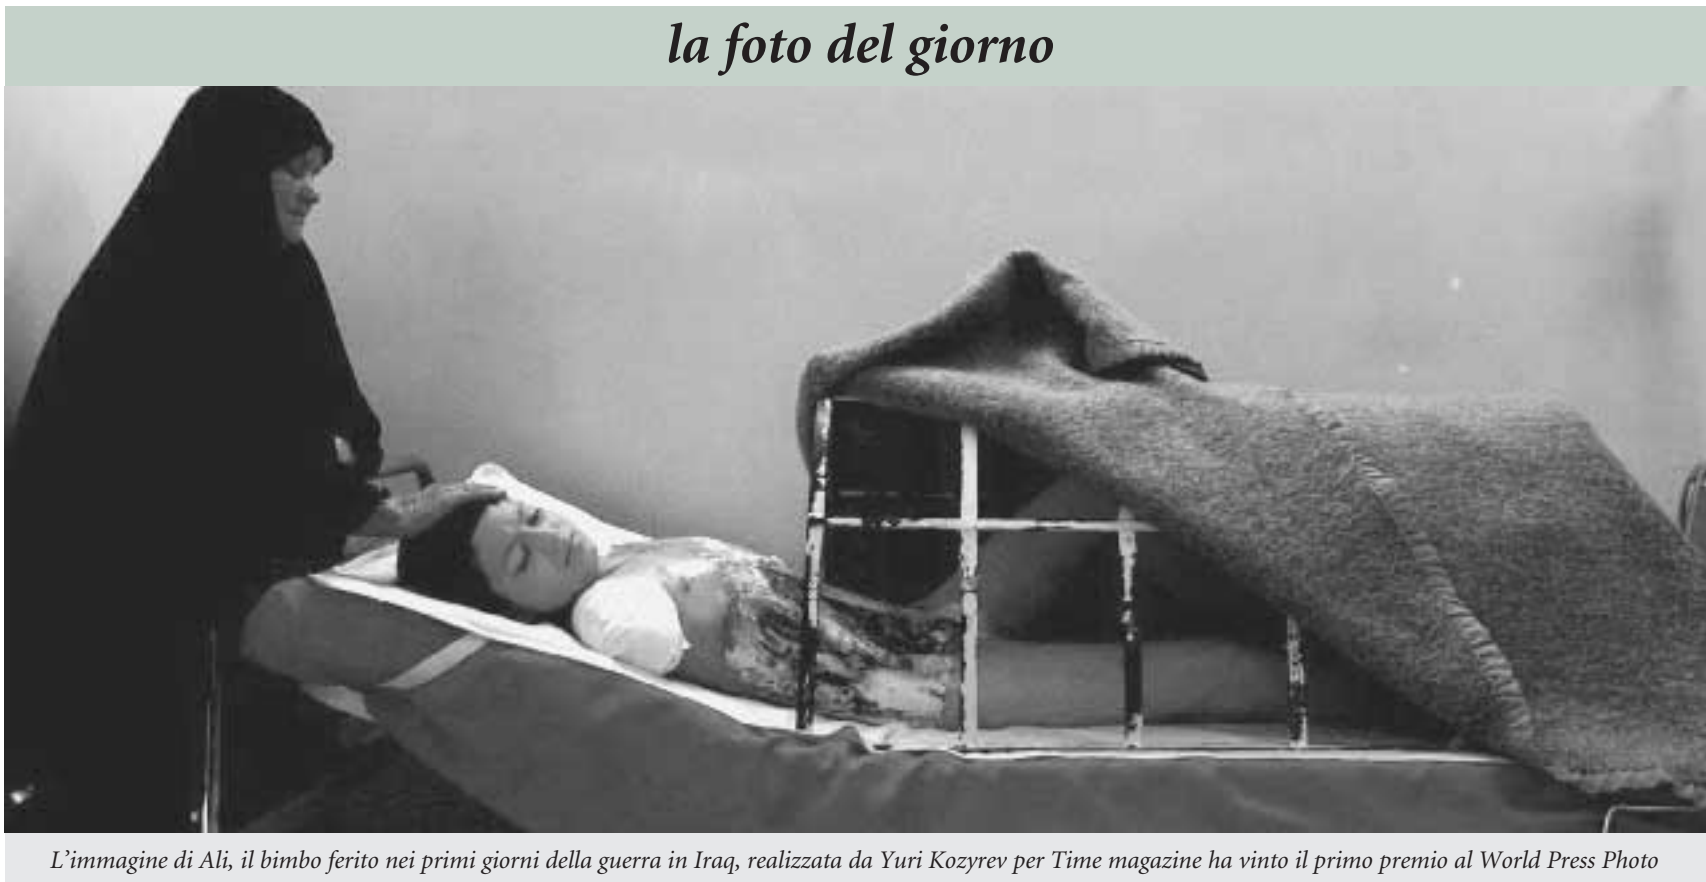 la foto del giorno
L'immagine di Ali, il bimbo ferito nei primi giorni della guerra in Iraq, realizzata da Yuri Kozyrev per Time magazine ha vinto il primo premio al World Press Photo